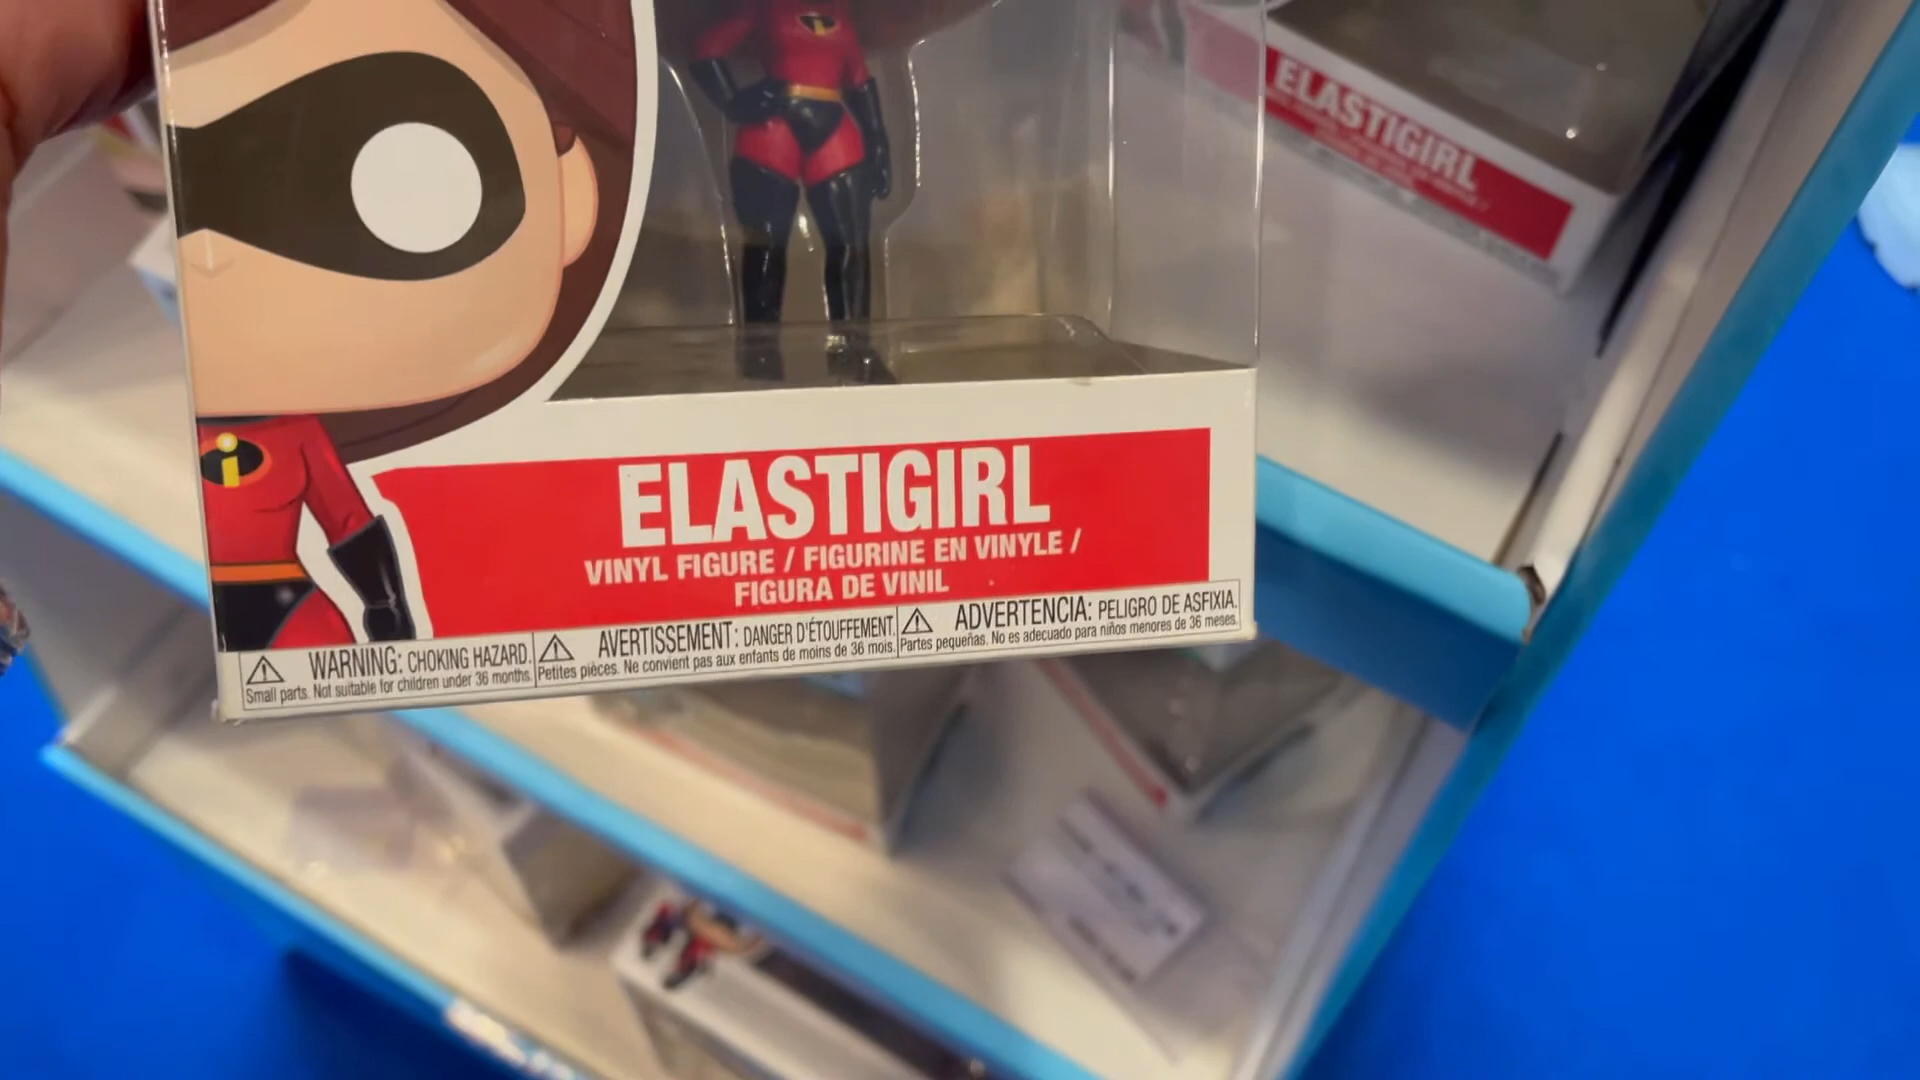 ELASTIGIRL
ELASTIGIRL
VINYL FIGURE / FIGURINE EN VINYLE /
FIGURA DE VINIL
WARNING: CHOKING HAZARD.
Small parts. Not suitable for children under 36 months.
AVERTISSEMENT: DANGER D'ÉTOUFFEMENT.
Petites pièces. Ne convient pas aux enfants de moins de 36 mois.
ADVERTENCIA: PELIGRO DE ASFIXIA.
Partes pequeñas. No es adecuado para niños menores de 36 meses.